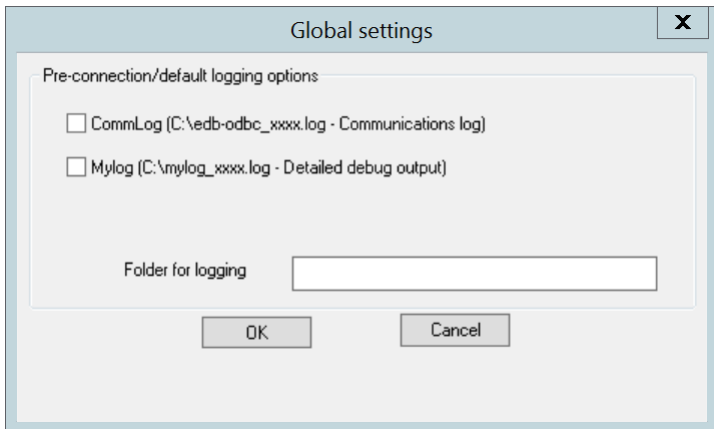 Global settings
X
Pre-connection/default logging options
CommLog (C:\edb-odbc_xxxx.log - Communications log)
Mylog (C:\mylog_xxxx.log - Detailed debug output)
Folder for logging
OK Cancel